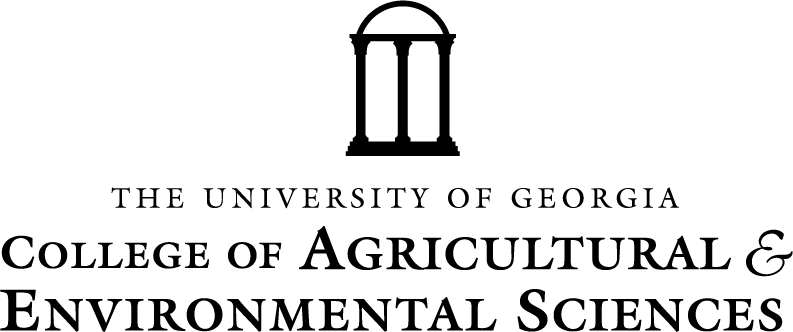 THE UNIVERSITY OF GEORGIA
COLLEGE OF AGRICULTURAL &
ENVIRONMENTAL SCIENCES